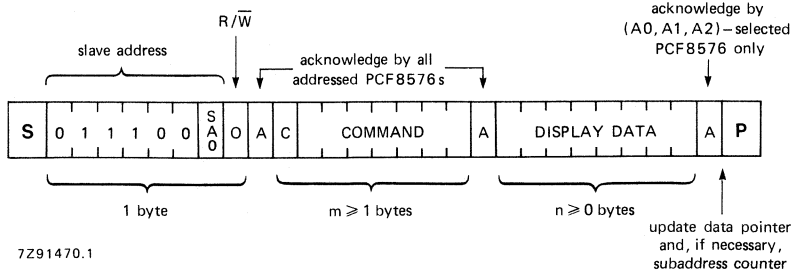 R/W̅
acknowledge by
(A0, A1, A2)–selected
PCF8576 only
slave address
acknowledge by all
addressed PCF8576s
S 0 1 1 1 0 0 SA0 0 A C COMMAND A DISPLAY DATA A P
1 byte
m ⩾ 1 bytes
n ⩾ 0 bytes
update data pointer
and, if necessary,
subaddress counter
7Z91470.1